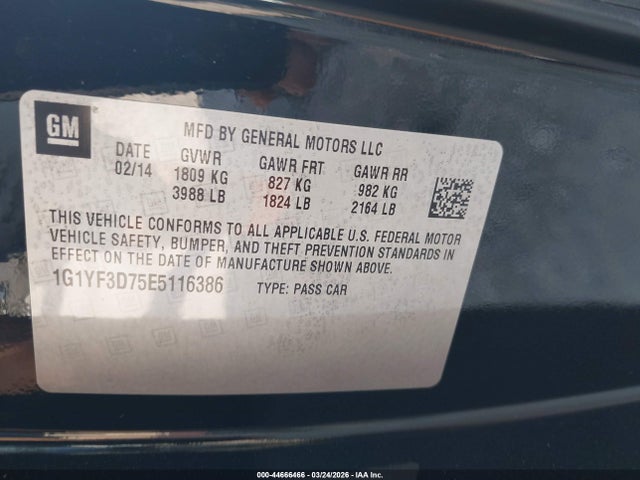 GM
MFD BY GENERAL MOTORS LLC
DATE GVWR GAWR FRT GAWR RR
02/14 1809 KG 827 KG 982 KG
3988 LB 1824 LB 2164 LB
THIS VEHICLE CONFORMS TO ALL APPLICABLE U.S. FEDERAL MOTOR
VEHICLE SAFETY, BUMPER, AND THEFT PREVENTION STANDARDS IN
EFFECT ON THE DATE OF MANUFACTURE SHOWN ABOVE.
1G1YF3D75E5116386 TYPE: PASS CAR
000-44666466 - 03/24/2026 - IAA Inc.